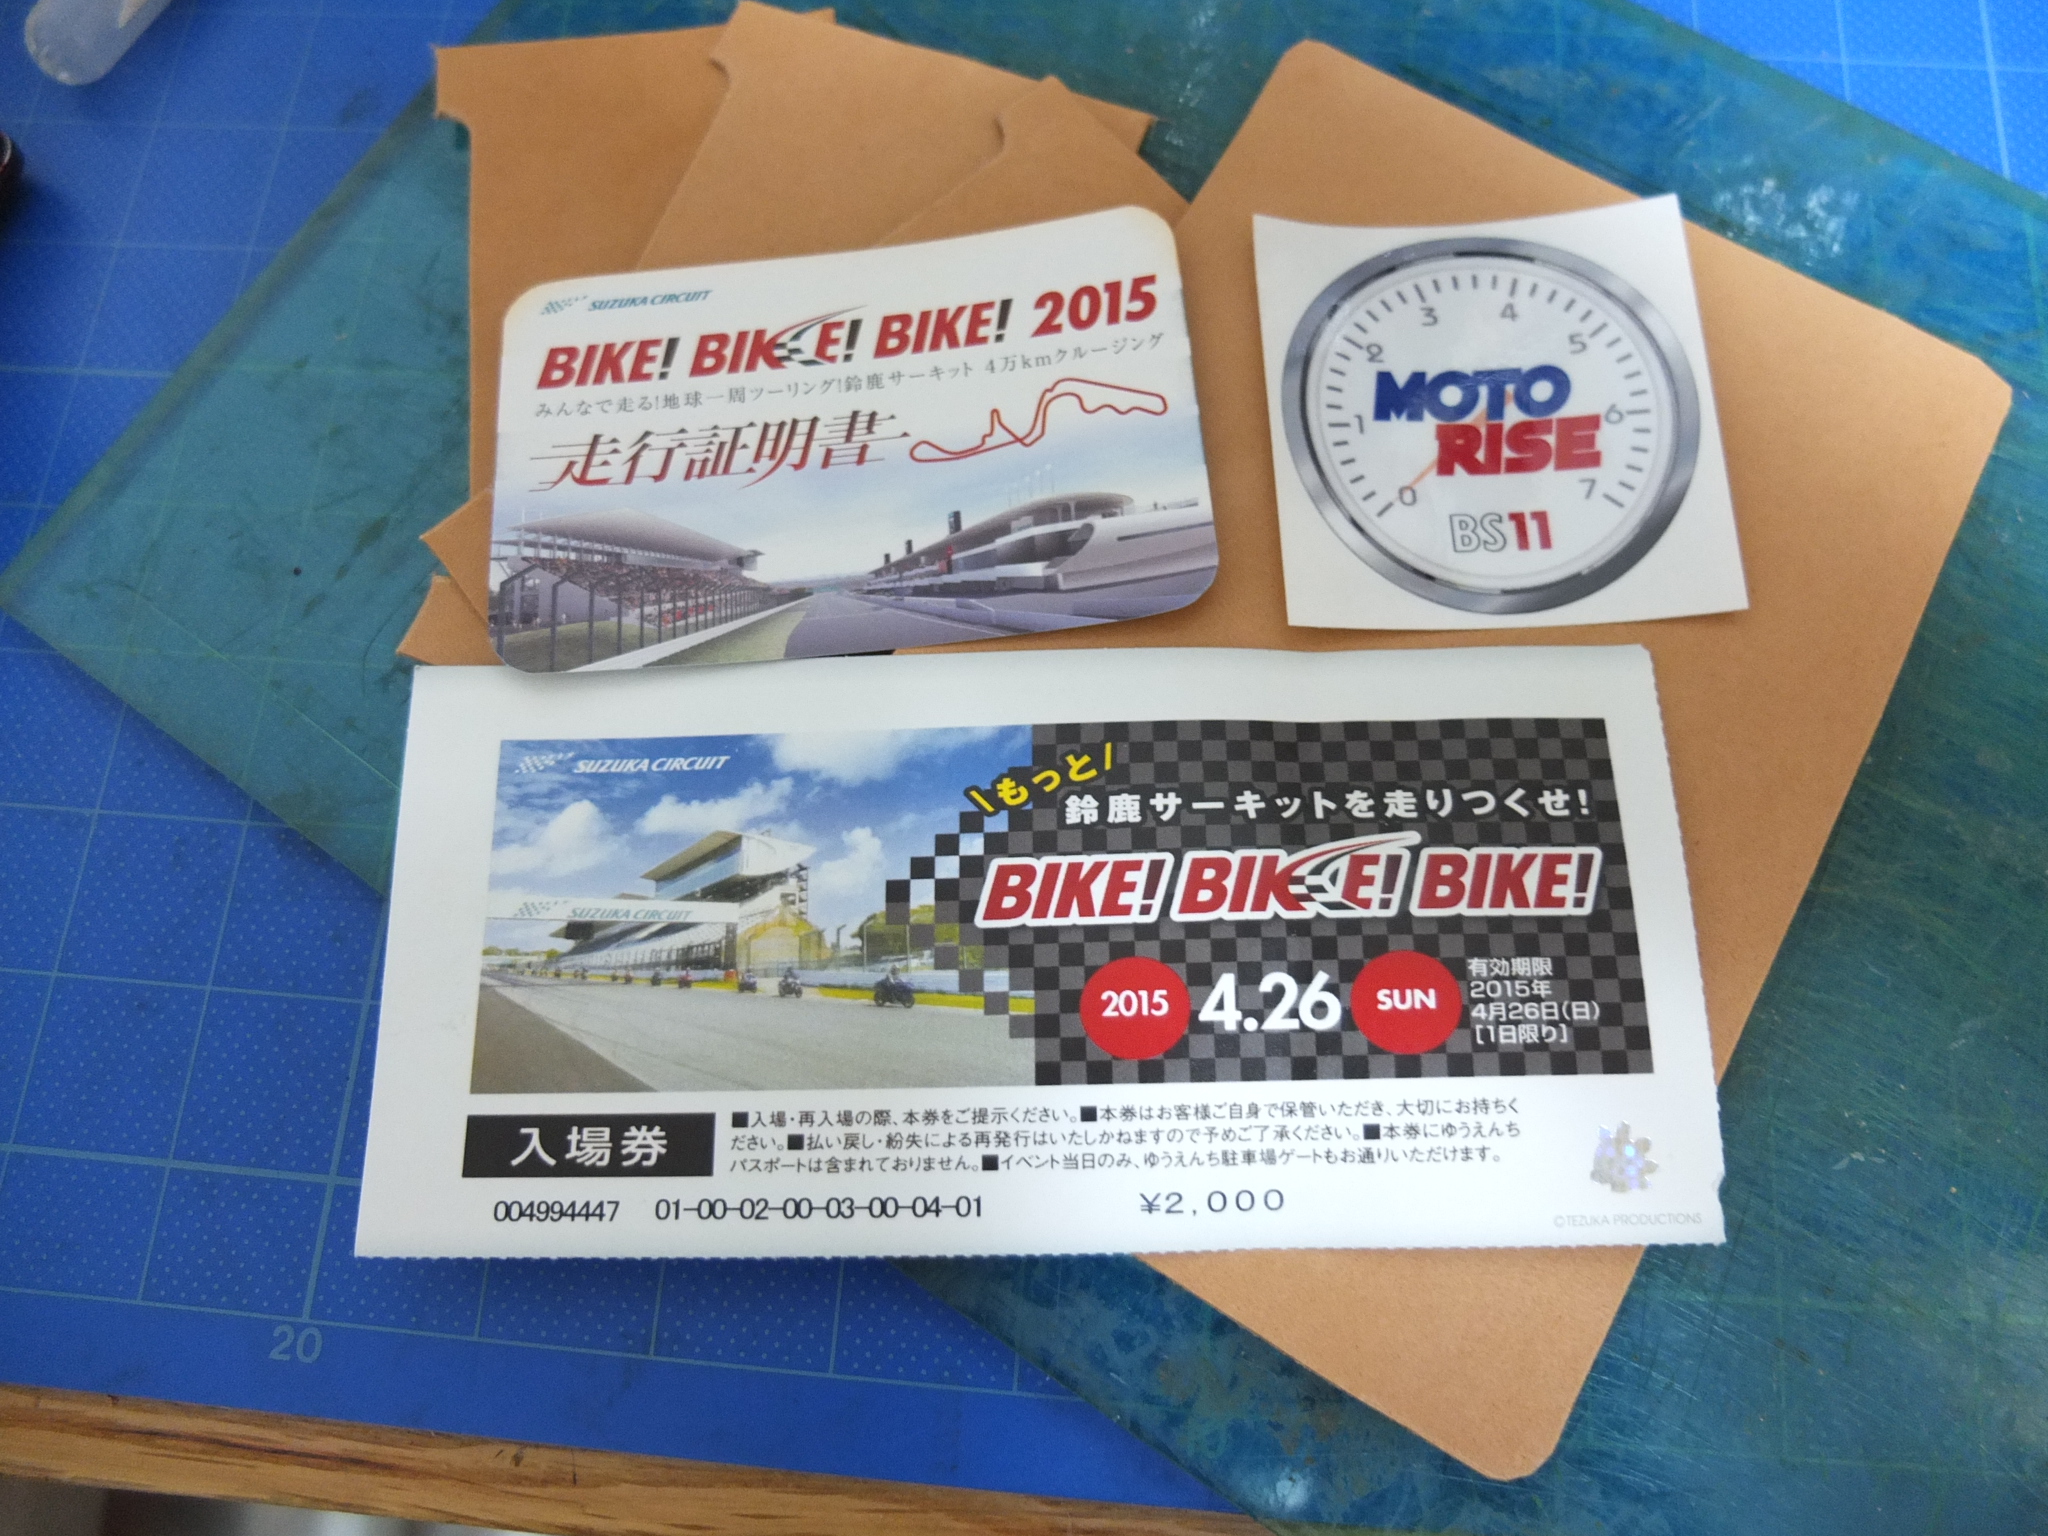 SUZUKA CIRCUIT
BIKE! BIKE! BIKE! 2015
みんなで走る!地球一周ツーリング!鈴鹿サーキット 4万kmクルージング
走行証明書
0 1 2 3 4 5 6 7
MOTO
RISE
BS11
SUZUKA CIRCUIT
SUZUKA CIRCUIT
\もっと/
鈴鹿サーキットを走りつくせ!
BIKE! BIKE! BIKE!
2015 4.26 SUN
有効期限
2015年
4月26日(日)
[1日限り]
入場券
■入場・再入場の際、本券をご提示ください。■本券はお客様ご自身で保管いただき、大切にお持ちく
ださい。■払い戻し・紛失による再発行はいたしかねますので予めご了承ください。■本券にゆうえんち
パスポートは含まれておりません。■イベント当日のみ、ゆうえんち駐車場ゲートもお通りいただけます。
004994447 01-00-02-00-03-00-04-01 ¥2,000
©TEZUKA PRODUCTIONS
20